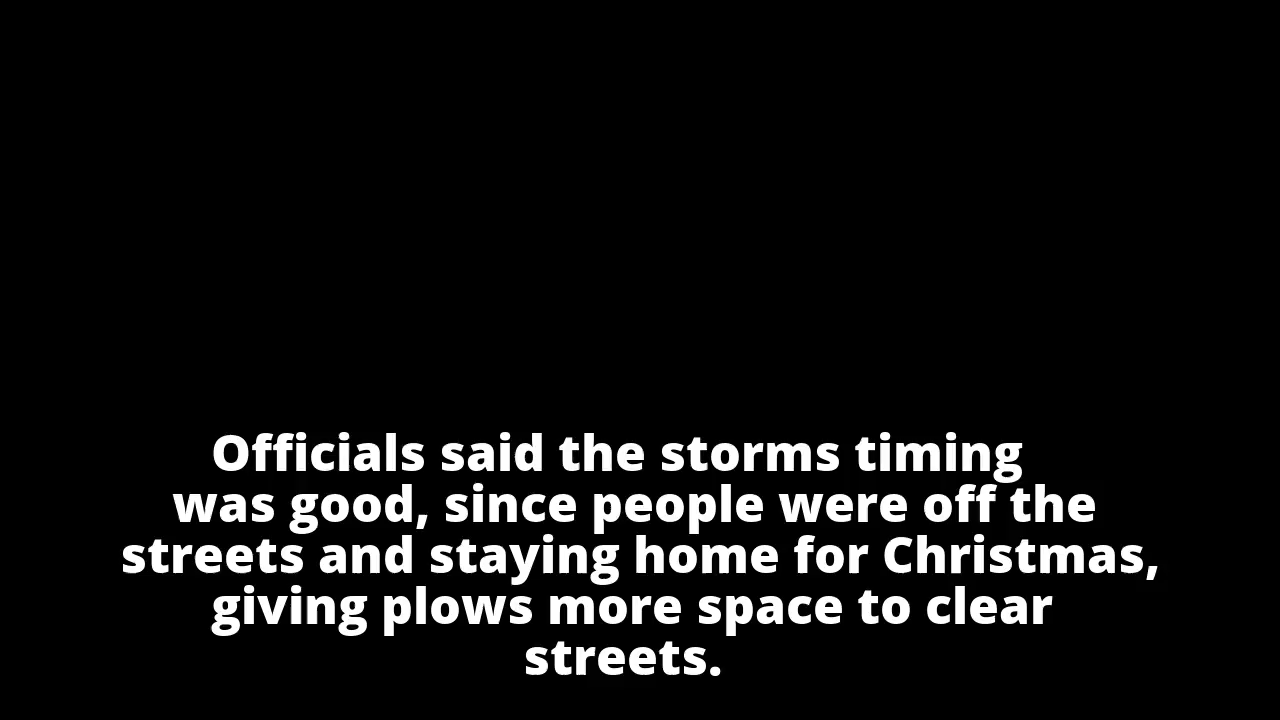 Officials said the storms timing
was good, since people were off the
streets and staying home for Christmas,
giving plows more space to clear
streets.